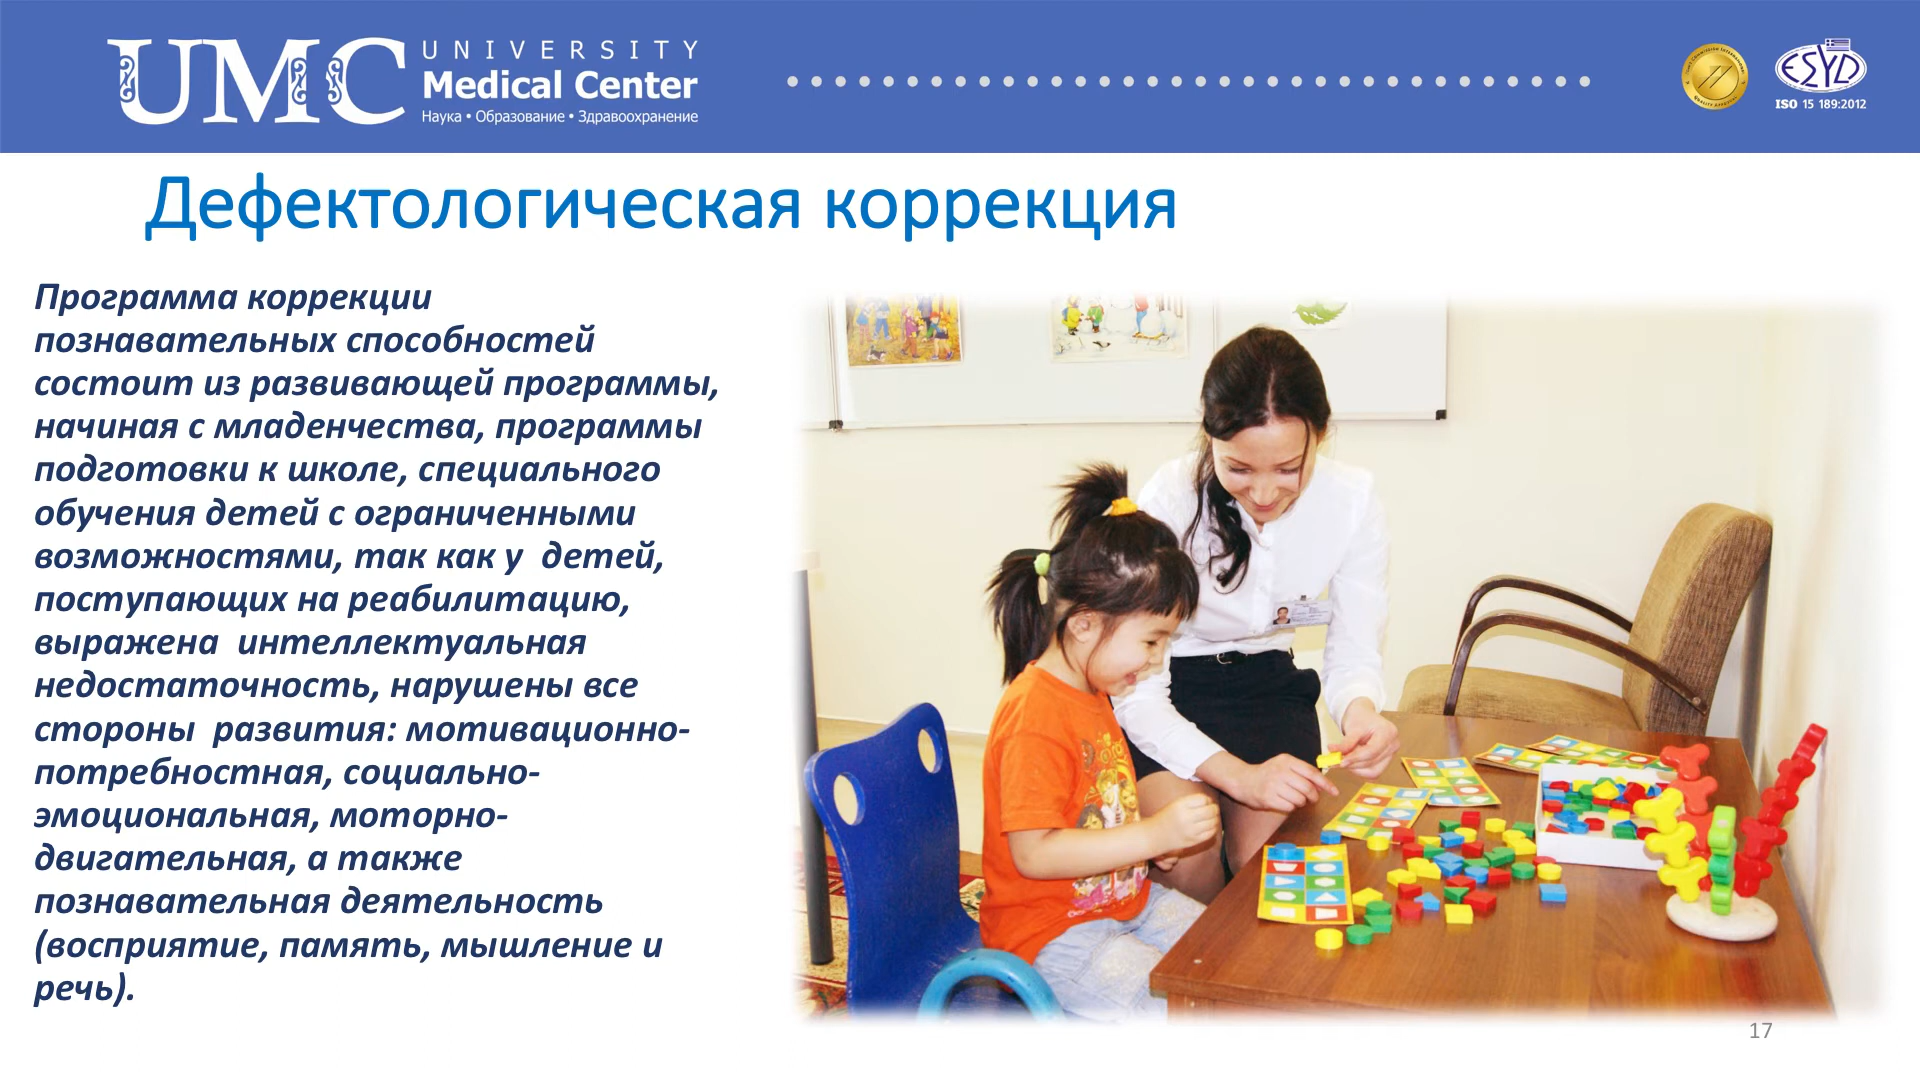 UMC
UNIVERSITY
Medical Center
Наука • Образование • Здравоохранение
ESYD
ISO 15 189:2012
Дефектологическая коррекция
Программа коррекции
познавательных способностей
состоит из развивающей программы,
начиная с младенчества, программы
подготовки к школе, специального
обучения детей с ограниченными
возможностями, так как у  детей,
поступающих на реабилитацию,
выражена  интеллектуальная
недостаточность, нарушены все
стороны  развития: мотивационно-
потребностная, социально-
эмоциональная, моторно-
двигательная, а также
познавательная деятельность
(восприятие, память, мышление и
речь).
17